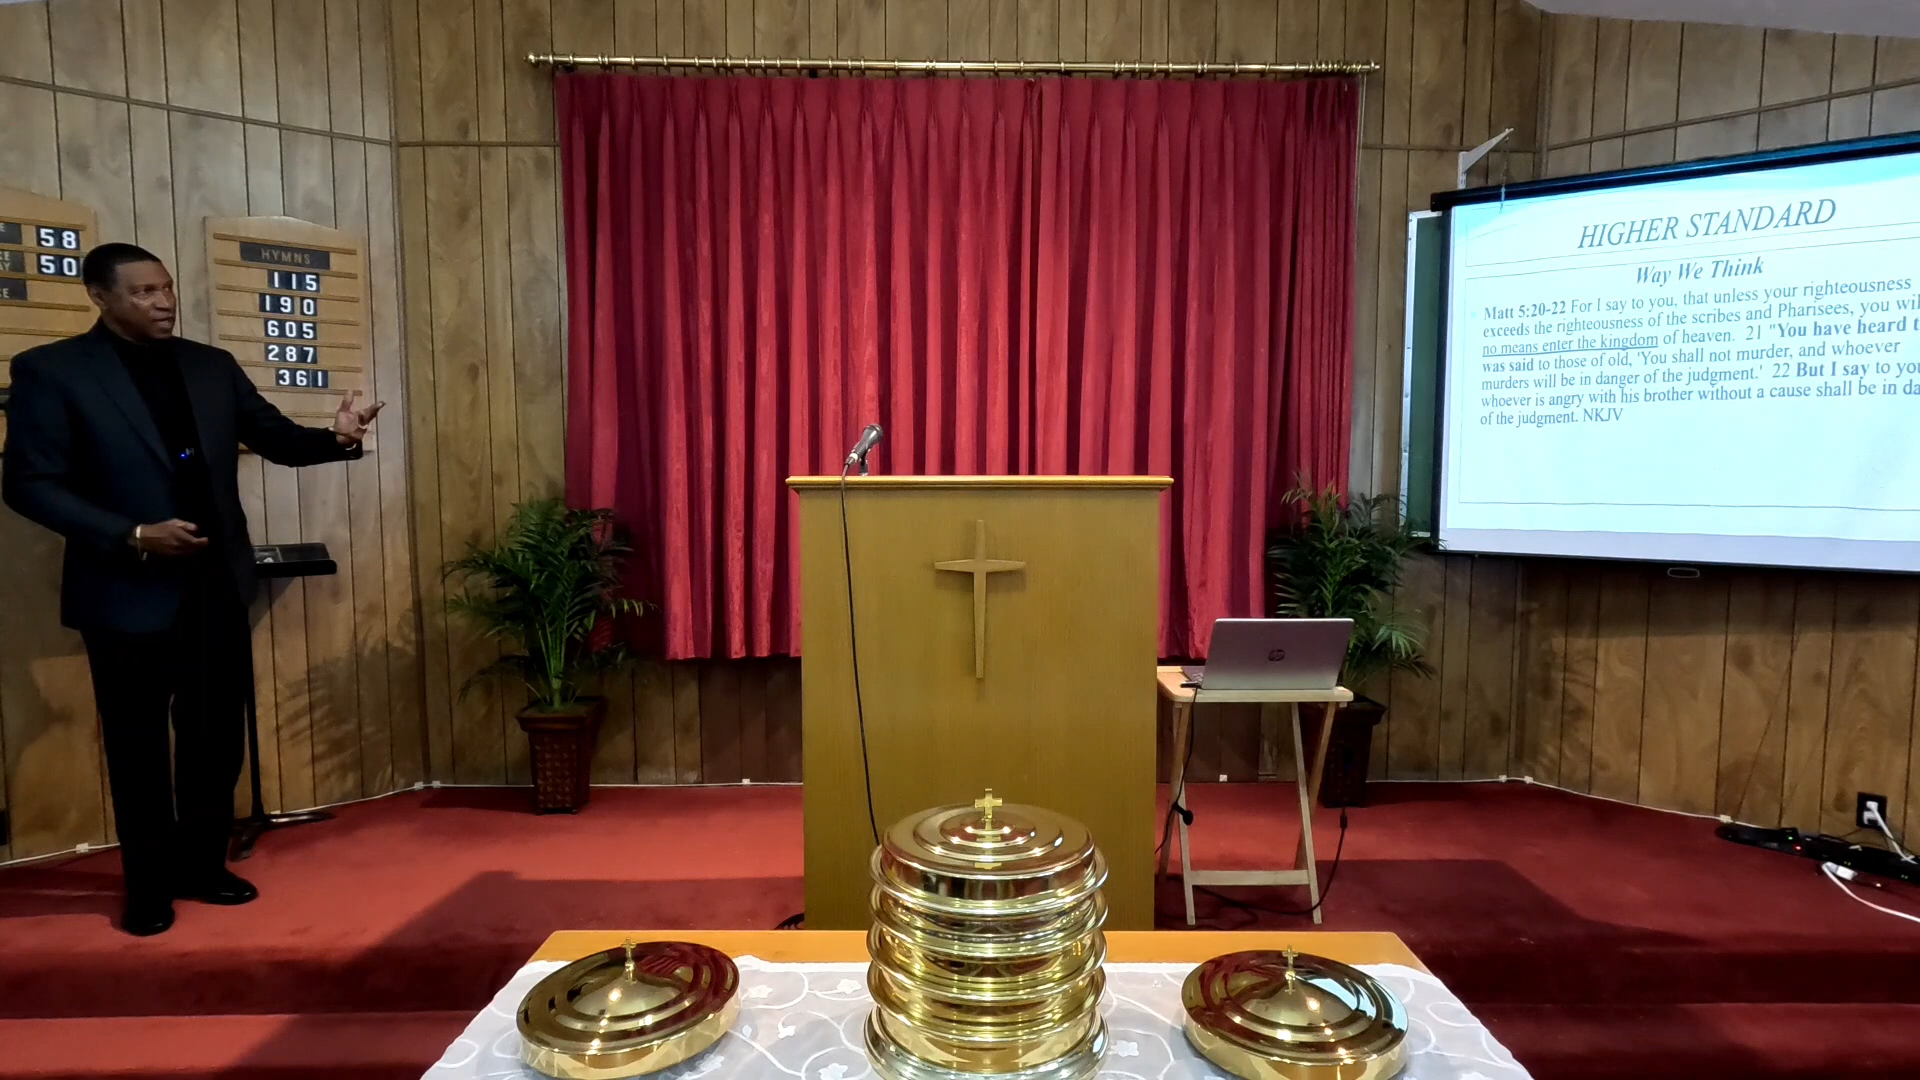 58
50
HYMNS
115
190
605
287
361
hp
HIGHER STANDARD
Way We Think
Matt 5:20-22 For I say to you, that unless your righteousness
exceeds the righteousness of the scribes and Pharisees, you
no means enter the kingdom of heaven. 21 "You have heard
was said to those of old, 'You shall not murder, and whoever
murders will be in danger of the judgment.' 22 But I say to
whoever is angry with his brother without a cause shall be in
of the judgment. NKJV